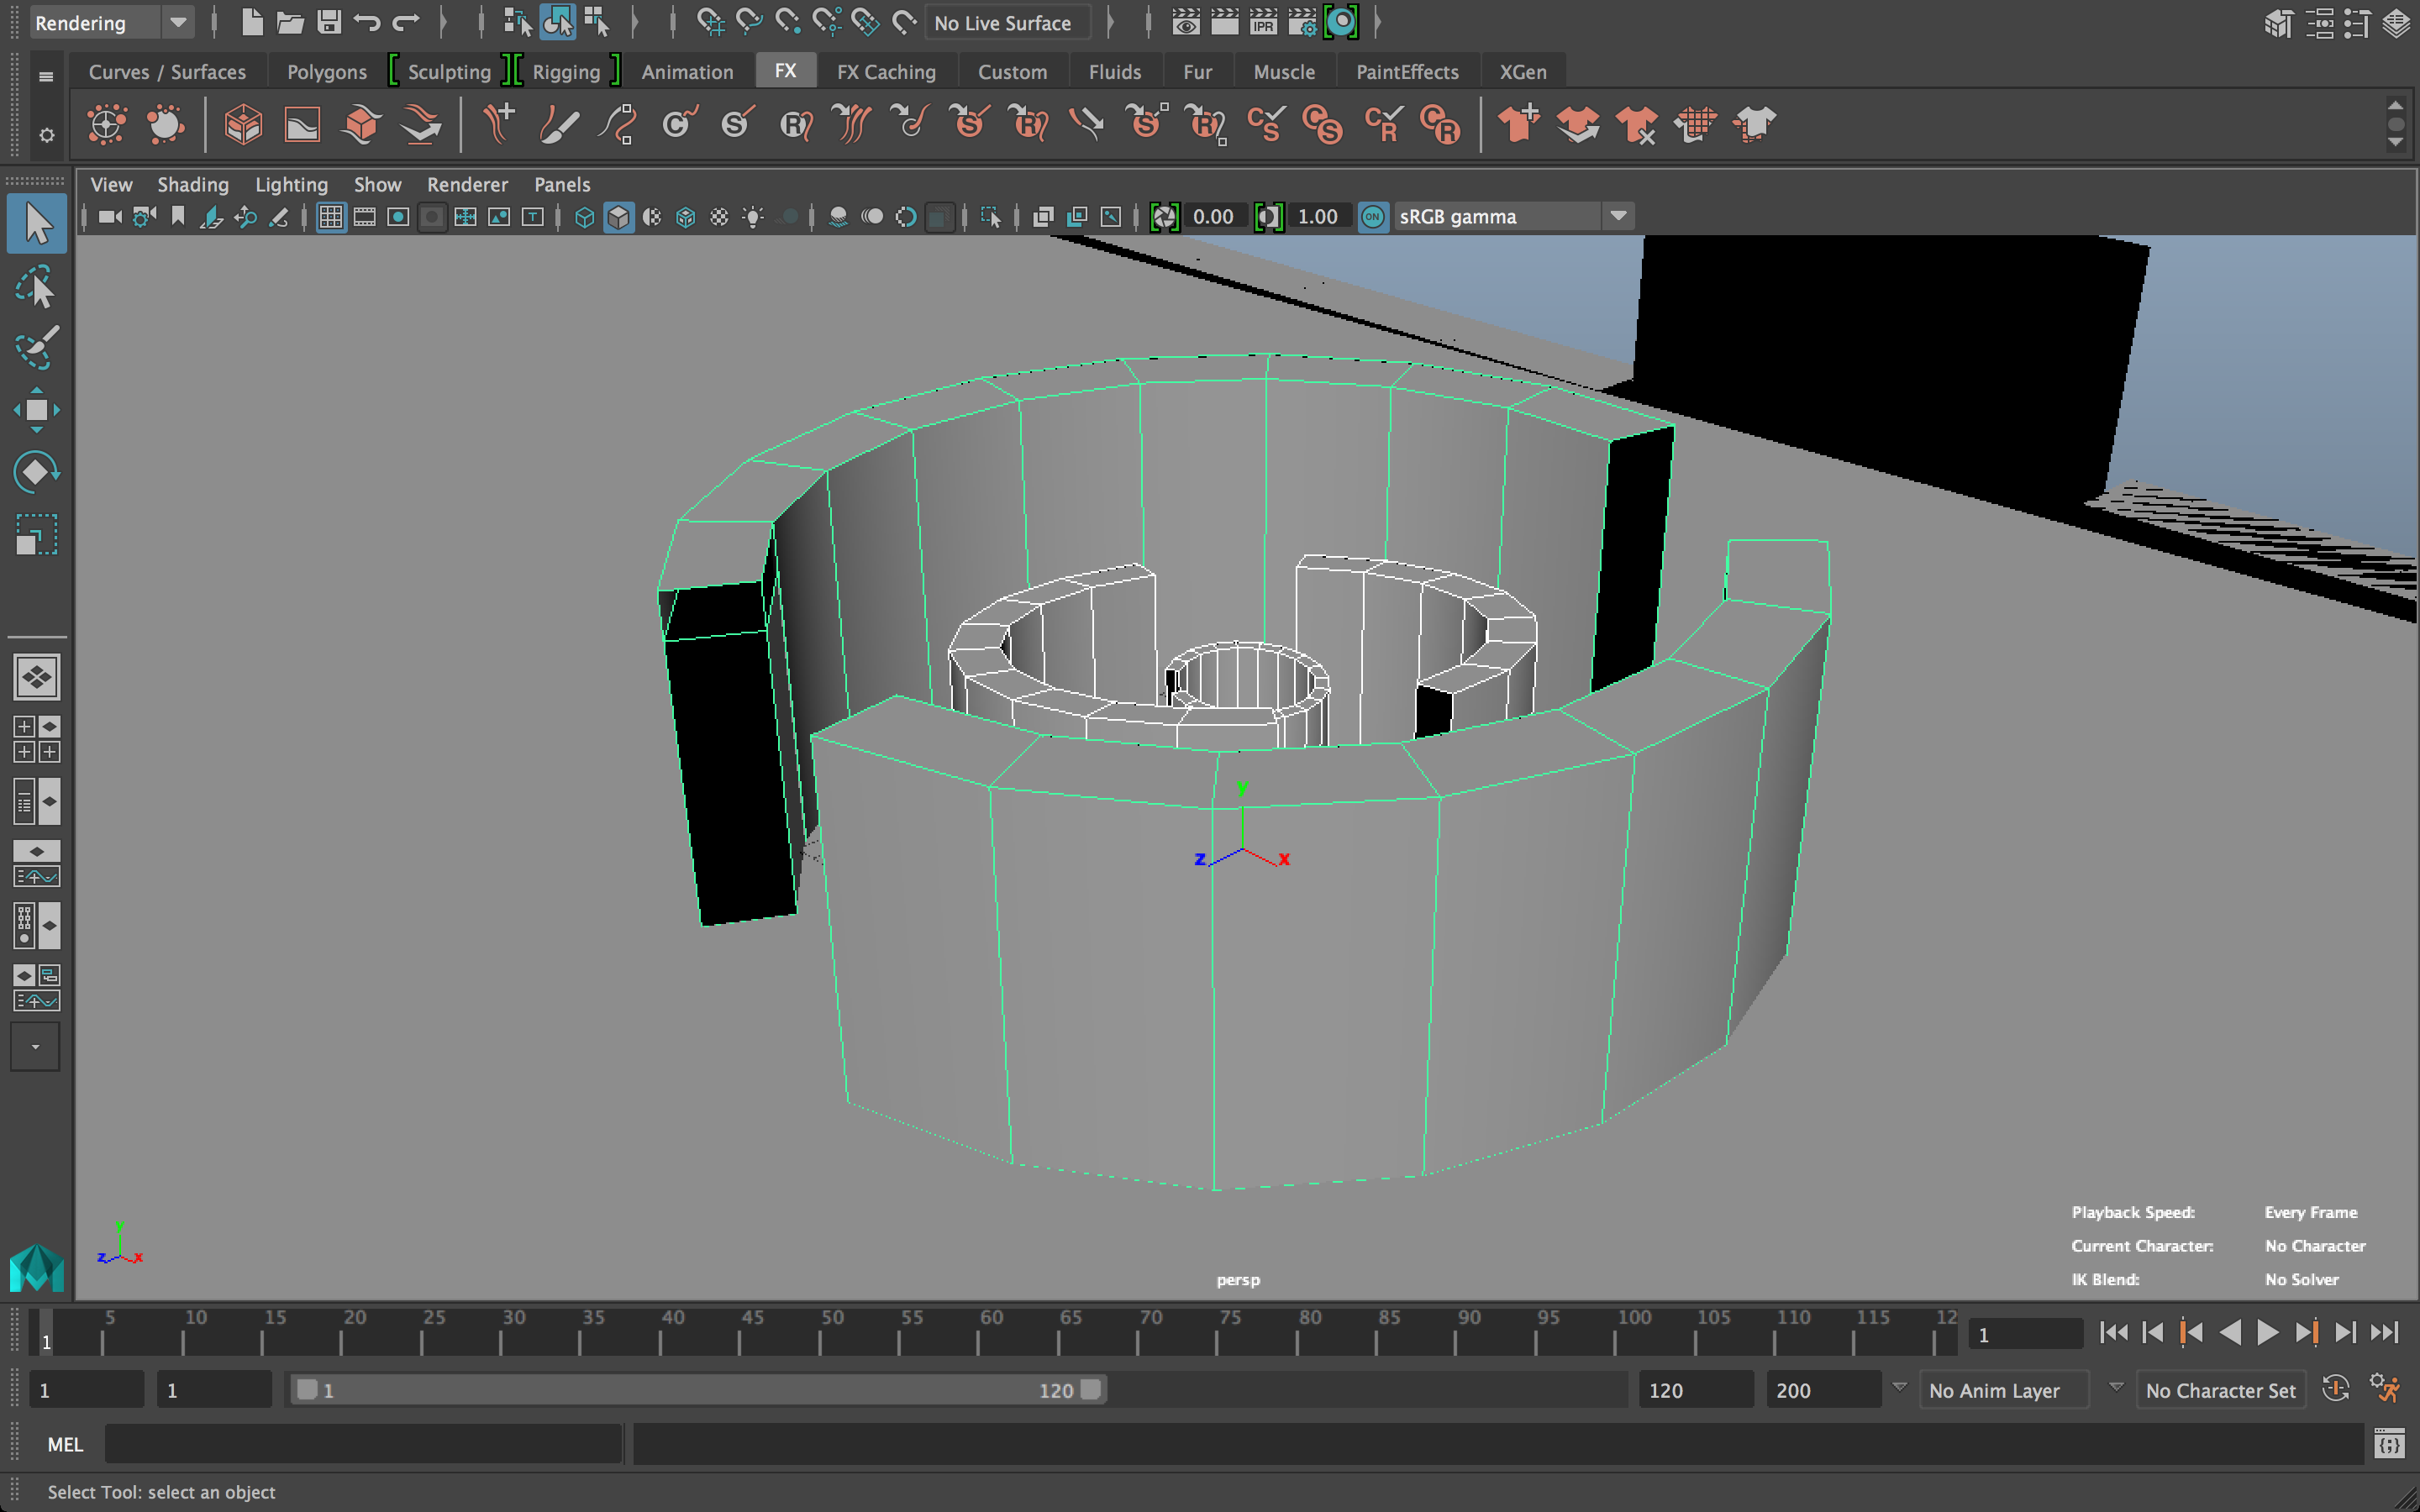 Rendering
No Live Surface
IPR
Curves / Surfaces Polygons Sculpting Rigging Animation FX FX Caching Custom Fluids Fur Muscle PaintEffects XGen
View Shading Lighting Show Renderer Panels
0.00 1.00 ON sRGB gamma
y
z x
y
z x
persp
Playback Speed: Every Frame
Current Character: No Character
IK Blend: No Solver
5 10 15 20 25 30 35 40 45 50 55 60 65 70 75 80 85 90 95 100 105 110 115 12
1 1
1 1 1 120 120 200 No Anim Layer No Character Set
MEL
Select Tool: select an object